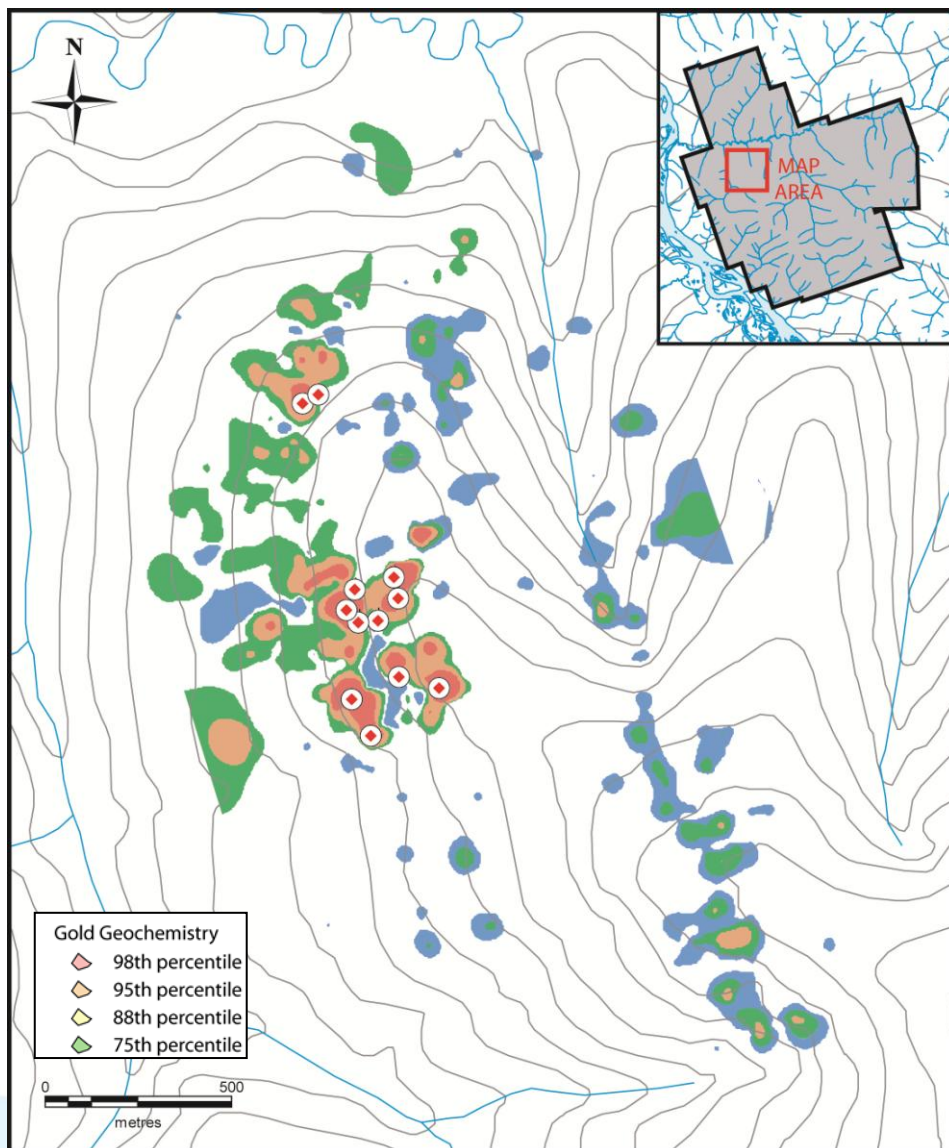 N
MAP
AREA
Gold Geochemistry
98th percentile
95th percentile
88th percentile
75th percentile
0 500
metres